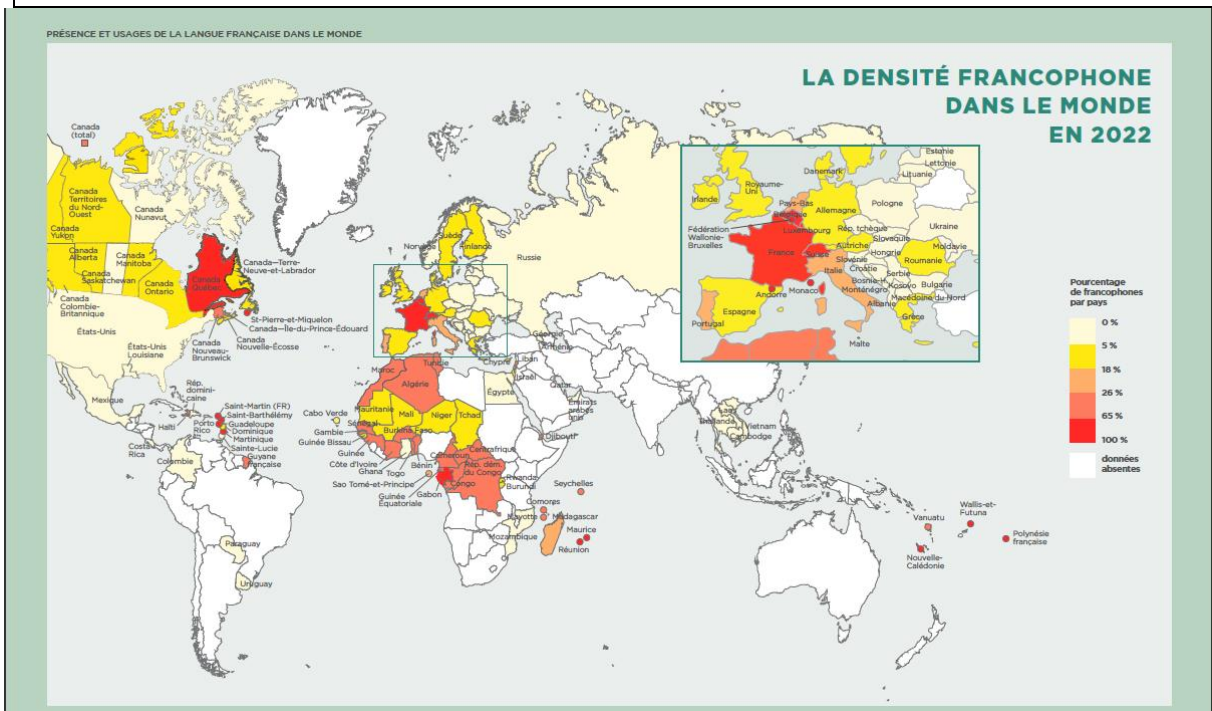 PRÉSENCE ET USAGES DE LA LANGUE FRANÇAISE DANS LE MONDE
LA DENSITÉ FRANCOPHONE
DANS LE MONDE
EN 2022
Canada
(total)
Canada
Territoires
du Nord-
Ouest
Canada
Nunavut
Canada
Yukon
Canada
Alberta
Canada
Manitoba
Canada
Saskatchewan
Canada
Ontario
Canada
Québec
Canada—Terre-
Neuve-et-Labrador
Canada
Colombie-
Britannique
St-Pierre-et-Miquelon
Canada—Île-du-Prince-Édouard
Canada
Nouveau-
Brunswick
Canada
Nouvelle-Écosse
États-Unis
États-Unis
Louisiane
Mexique
Rép.
domini-
caine
Haïti
Porto
Rico
Saint-Martin (FR)
Saint-Barthélémy
Guadeloupe
Dominique
Martinique
Sainte-Lucie
Guyane
française
Costa
Rica
Colombie
Paraguay
Uruguay
Norvège
Suède
Finlande
Russie
Géorgie
Arménie
Chypre
Liban
Israël
Qatar
Émirats
arabes
unis
Égypte
Tunisie
Maroc
Algérie
Cabo Verde
Mauritanie
Mali
Niger
Tchad
Sénégal
Gambie
Guinée Bissau
Guinée
Burkina Faso
Côte d'Ivoire
Ghana
Togo
Bénin
Cameroun
Centrafrique
Sao Tomé-et-Principe
Guinée
Équatoriale
Gabon
Congo
Rép. dém.
du Congo
Rwanda
Burundi
Djibouti
Seychelles
Comores
Mayotte
Madagascar
Mozambique
Maurice
Réunion
Lao
Thaïlande
Vietnam
Cambodge
Vanuatu
Nouvelle-
Calédonie
Wallis-et-
Futuna
Polynésie
française
Estonie
Lettonie
Lituanie
Danemark
Irlande
Royaume-
Uni
Pays-Bas
Belgique
Fédération
Wallonie-
Bruxelles
Luxembourg
Allemagne
Pologne
Rép. tchèque
Slovaquie
Ukraine
Moldavie
Autriche
Hongrie
Roumanie
France
Suisse
Slovénie
Croatie
Italie
Bosnie-H.
Serbie
Monténégro
Kosovo
Bulgarie
Macédoine du Nord
Albanie
Grèce
Monaco
Andorre
Espagne
Portugal
Malte
Pourcentage
de francophones
par pays
0 %
5 %
18 %
26 %
65 %
100 %
données
absentes